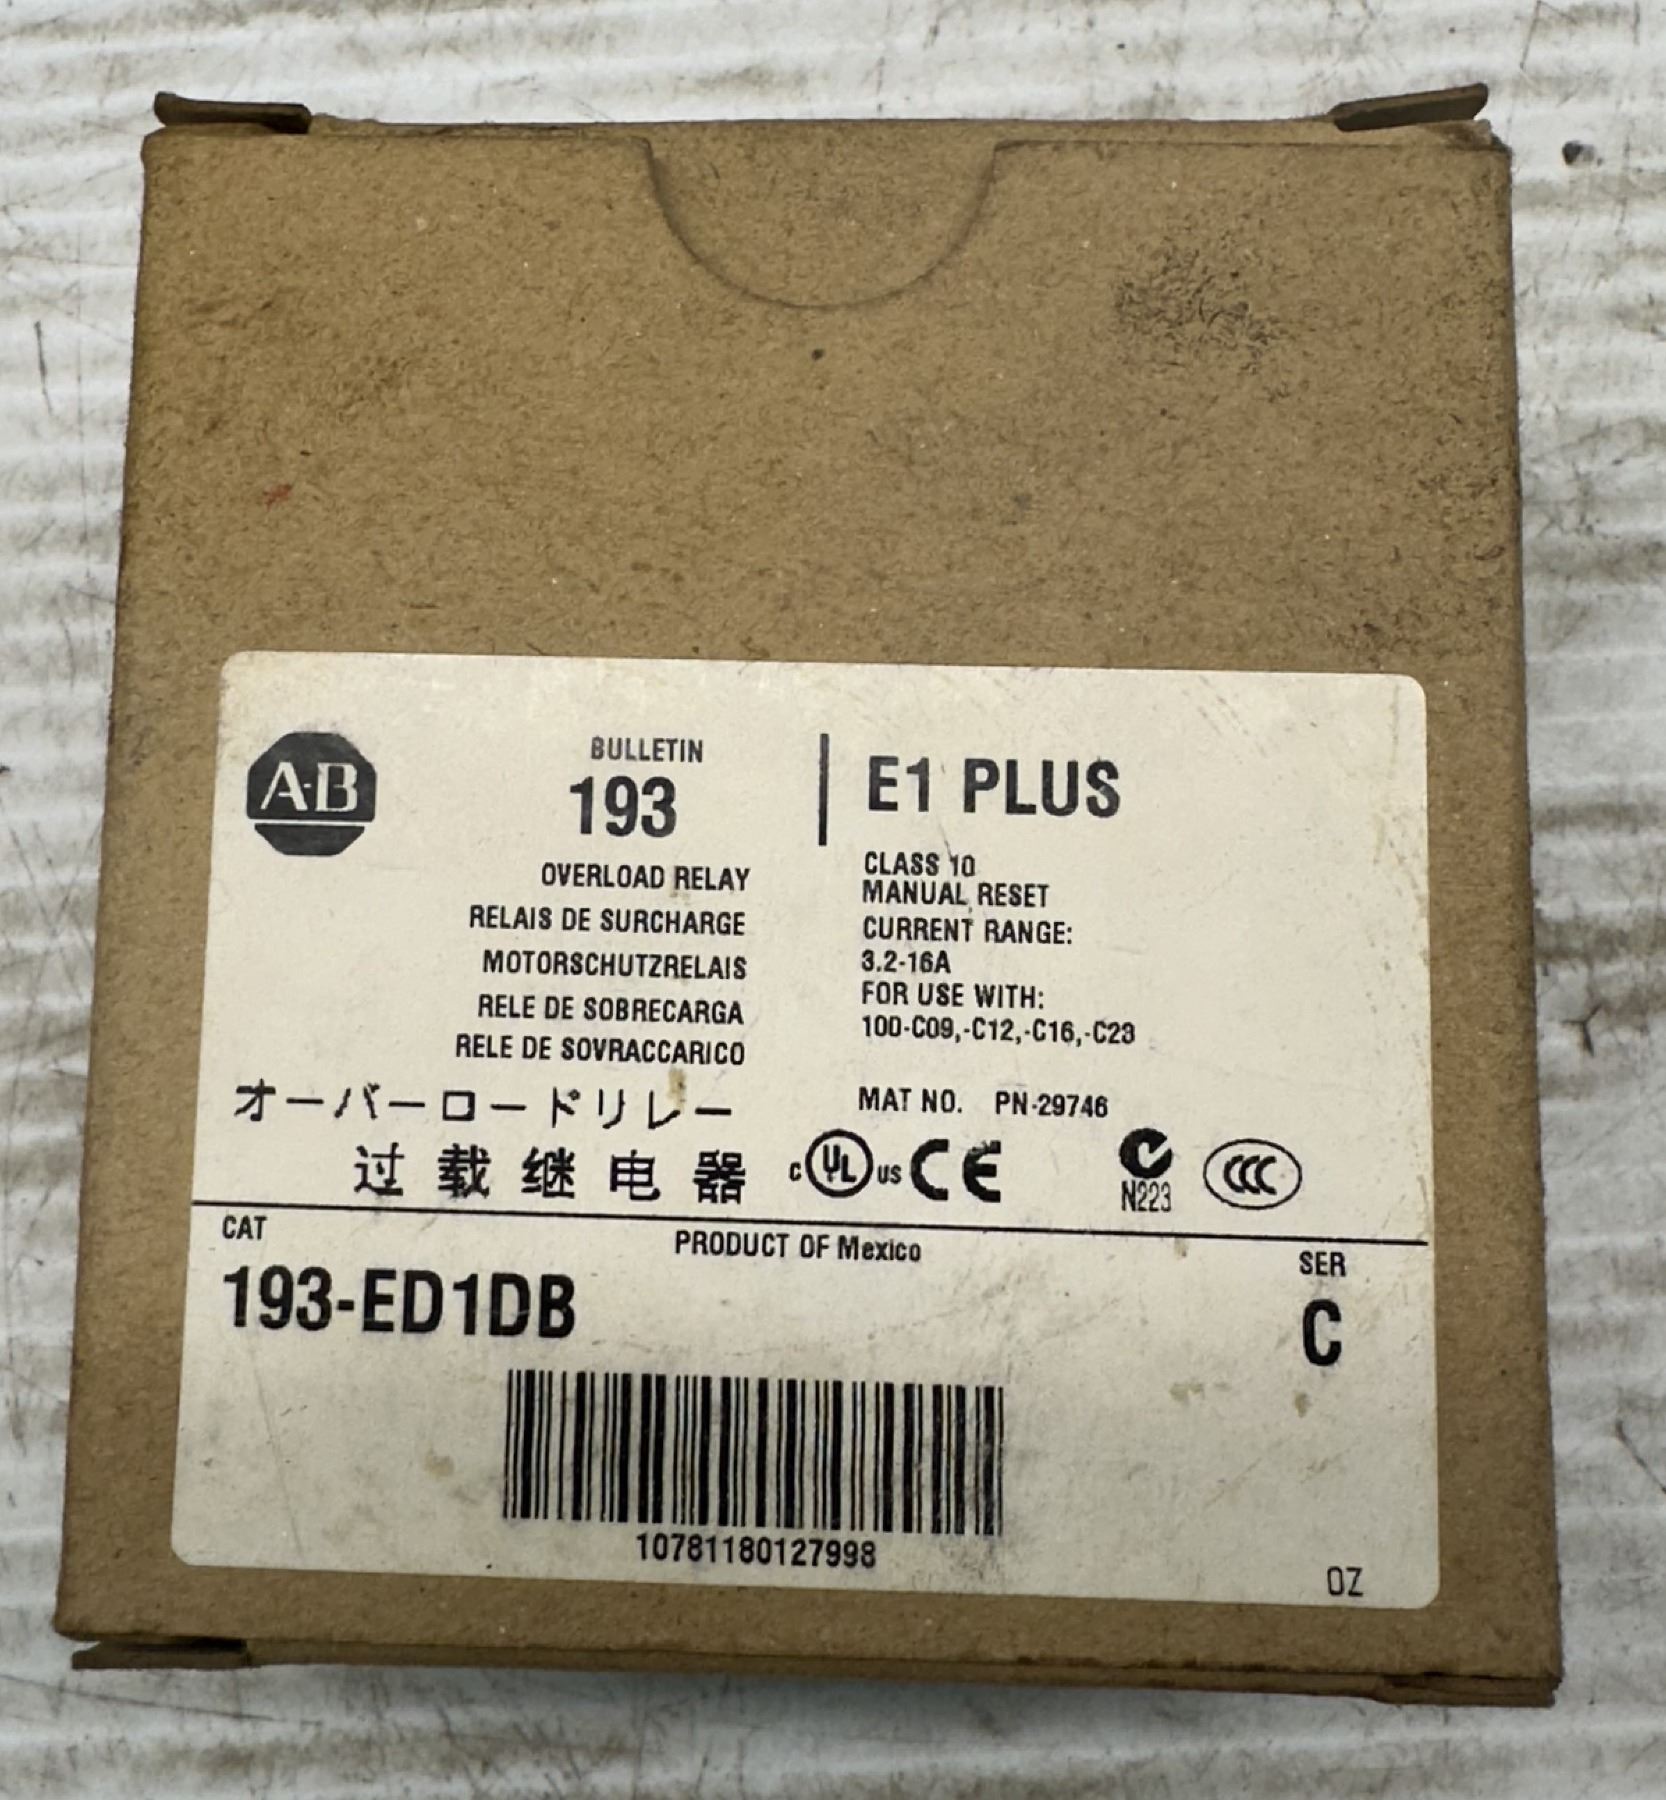 A-B
BULLETIN
193
OVERLOAD RELAY
RELAIS DE SURCHARGE
MOTORSCHUTZRELAIS
RELE DE SOBRECARGA
RELE DE SOVRACCARICO
オーバーロードリレー
过载继电器
E1 PLUS
CLASS 10
MANUAL RESET
CURRENT RANGE:
3.2-16A
FOR USE WITH:
100-C09,-C12,-C16,-C23
MAT NO. PN-29746
C UL US CE
N223
CCC
CAT
193-ED1DB
PRODUCT OF Mexico
SER
C
10781180127998
OZ